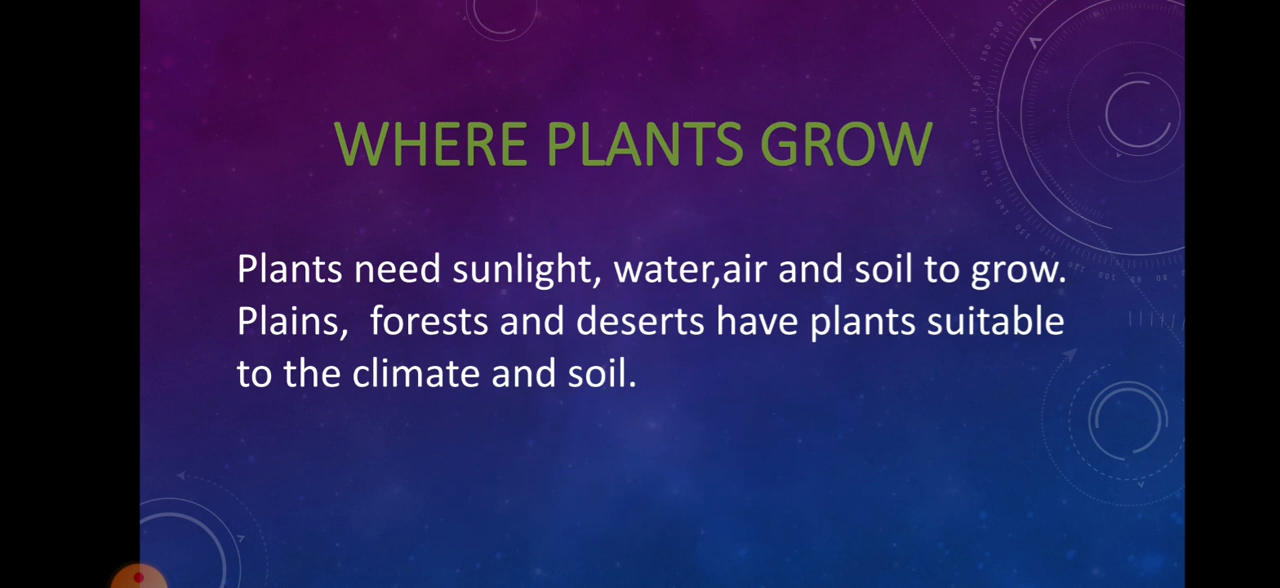 WHERE PLANTS GROW
Plants need sunlight, water,air and soil to grow.
Plains,  forests and deserts have plants suitable
to the climate and soil.